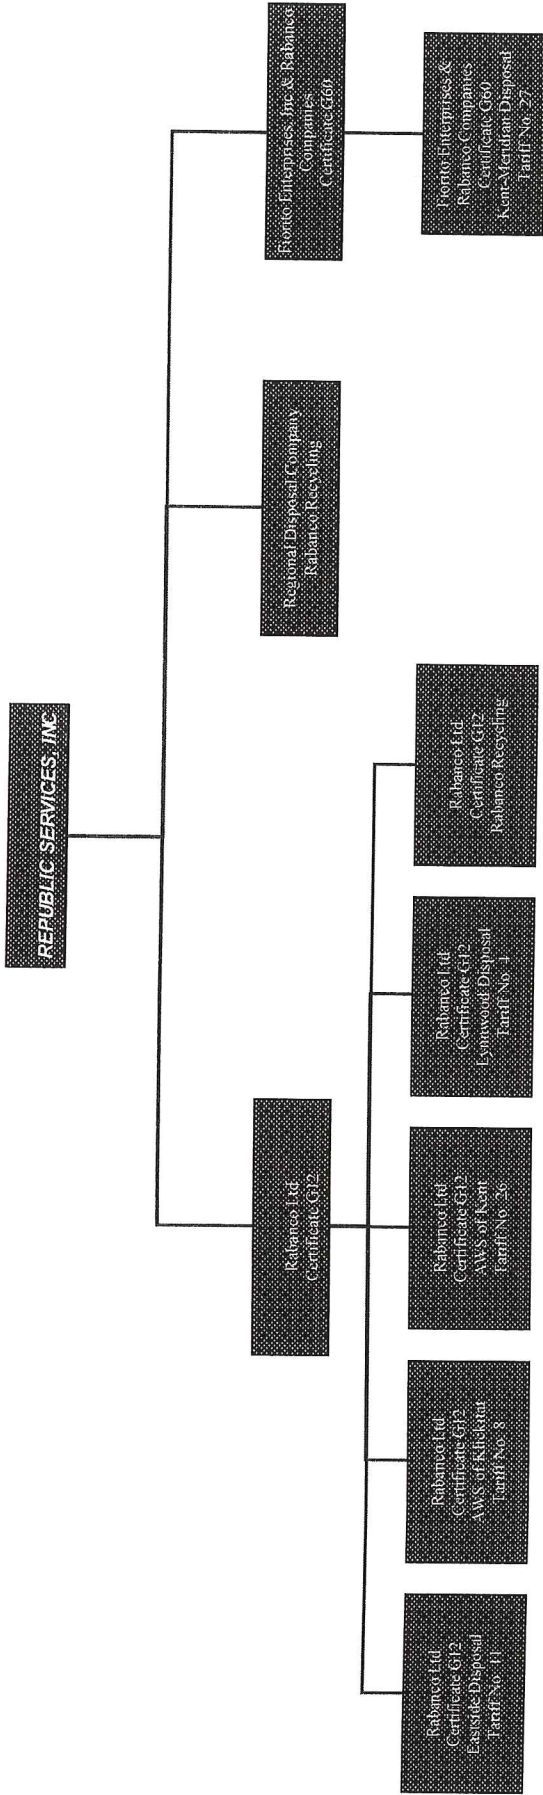 REPUBLIC SERVICES, INC.
Rabanco Ltd
Certificate G12
Regional Disposal Company
Rabanco Recycling
Fiorito Enterprises, Inc & Rabanco
Companies
Certificate G60
Rabanco Ltd
Certificate G12
Eastside Disposal
Tariff No
Rabanco Ltd
Certificate G12
AWS of Klickitat
Tariff No. 8
Rabanco Ltd
Certificate G12
AWS of Kent
Tariff No. 26
Rabanco Ltd
Certificate G12
Lynnwood Disposal
Tariff No
Rabanco Ltd
Certificate G12
Rabanco Recycling
Fiorito Enterprises &
Rabanco Companies
Certificate G60
Kent-Meridian Disposal
Tariff No. 27